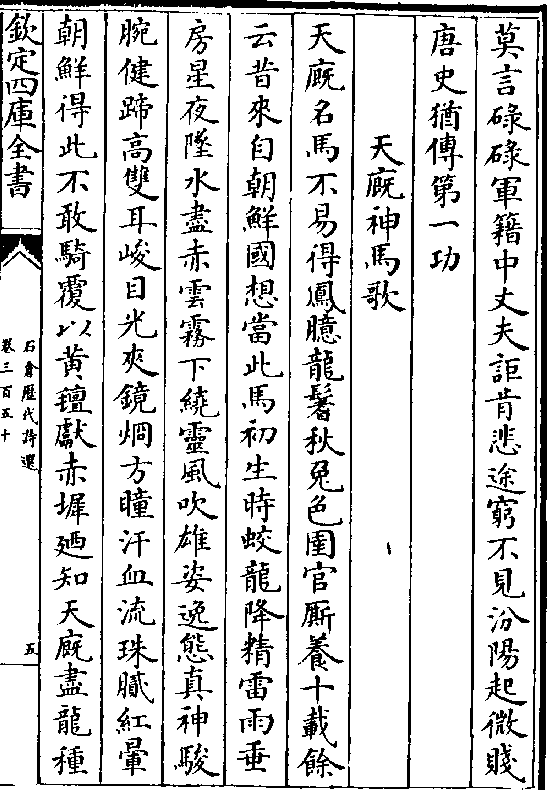 莫言碌碌軍籍中丈夫詎肯悲途窮不見汾陽起微賤
唐史猶傳第一功
天廐神馬歌
天廐名馬不易得鳳臆龍鬐秋兔色圉官廝養十載餘
云昔來自朝鮮國想當此馬初生時蛟龍降精雷雨垂
房星夜墜水盡赤雲霧下繞靈風吹雄姿逸態真神駿
腕健蹄高雙耳峻目光夾鏡烱方瞳汗血流珠膩紅暈
朝鮮得此不敢騎覆以黄䄠獻赤墀廼知天廐盡龍種
欽定四庫全書
石倉歷代詩選
卷三百五十
五